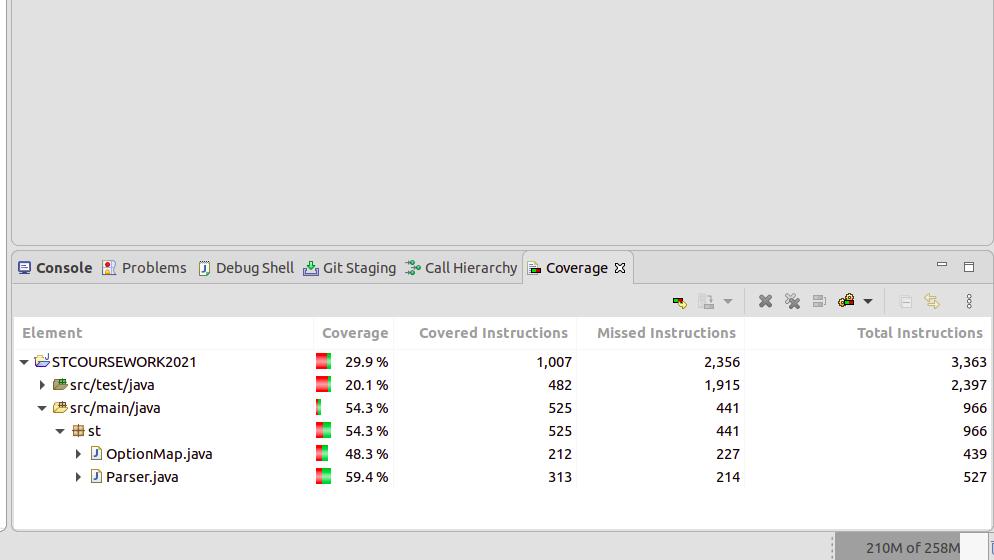 Console Problems Debug Shell Git Staging Call Hierarchy Coverage
Element Coverage Covered Instructions Missed Instructions Total Instructions
STCOURSEWORK2021 29.9 % 1,007 2,356 3,363
src/test/java 20.1 % 482 1,915 2,397
src/main/java 54.3 % 525 441 966
st 54.3 % 525 441 966
OptionMap.java 48.3 % 212 227 439
Parser.java 59.4 % 313 214 527
210M of 258M